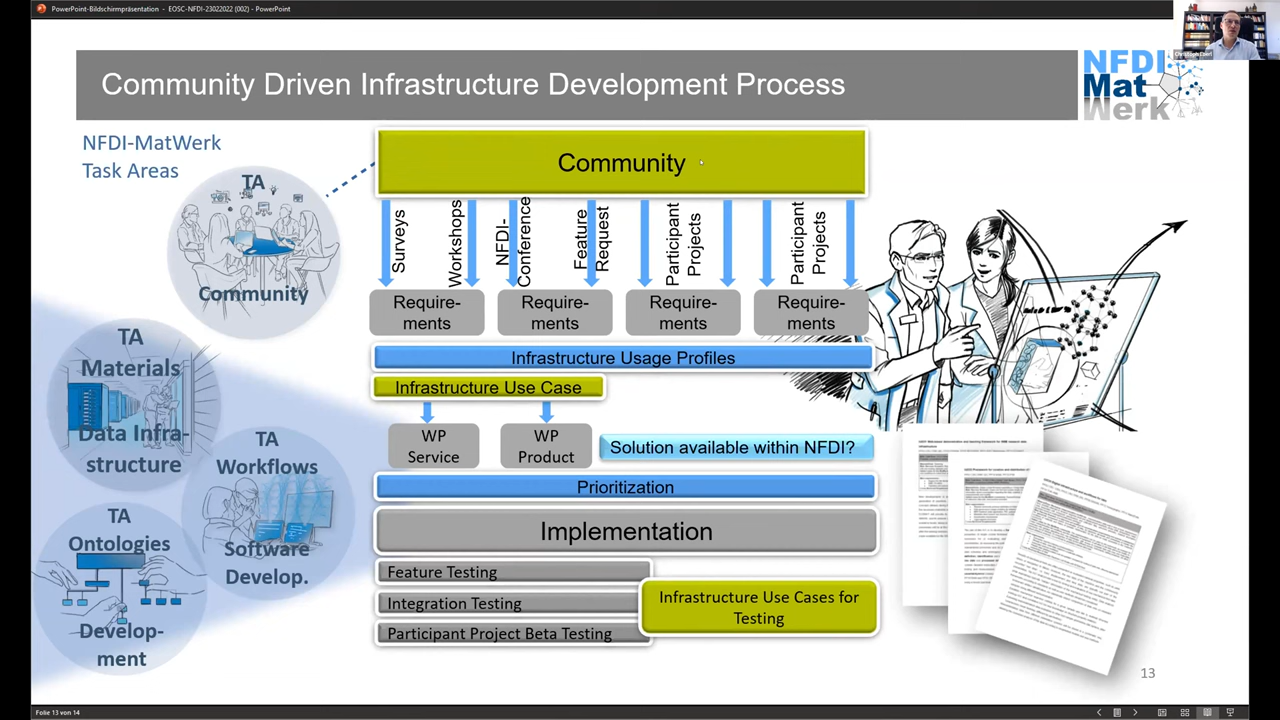 PowerPoint-Bildschirmpräsentation - EOSC-NFDI-23022022 (002) - PowerPoint
Community Driven Infrastructure Development Process
NFDI
Mat
Werk
NFDI-MatWerk
Task Areas
TA
Community
TA
Materials
Data Infra-
structure
TA
Workflows
Software
Develop.
TA
Ontologies
Develop-
ment
Community
Surveys
Workshops
NFDI-
Conference
Feature
Request
Participant
Projects
Participant
Projects
Require-
ments
Require-
ments
Require-
ments
Require-
ments
Infrastructure Usage Profiles
Infrastructure Use Case
WP
Service
WP
Product
Solution available within NFDI?
Prioritization
Implementation
Feature Testing
Integration Testing
Participant Project Beta Testing
Infrastructure Use Cases for
Testing
13
Folie 13 von 14